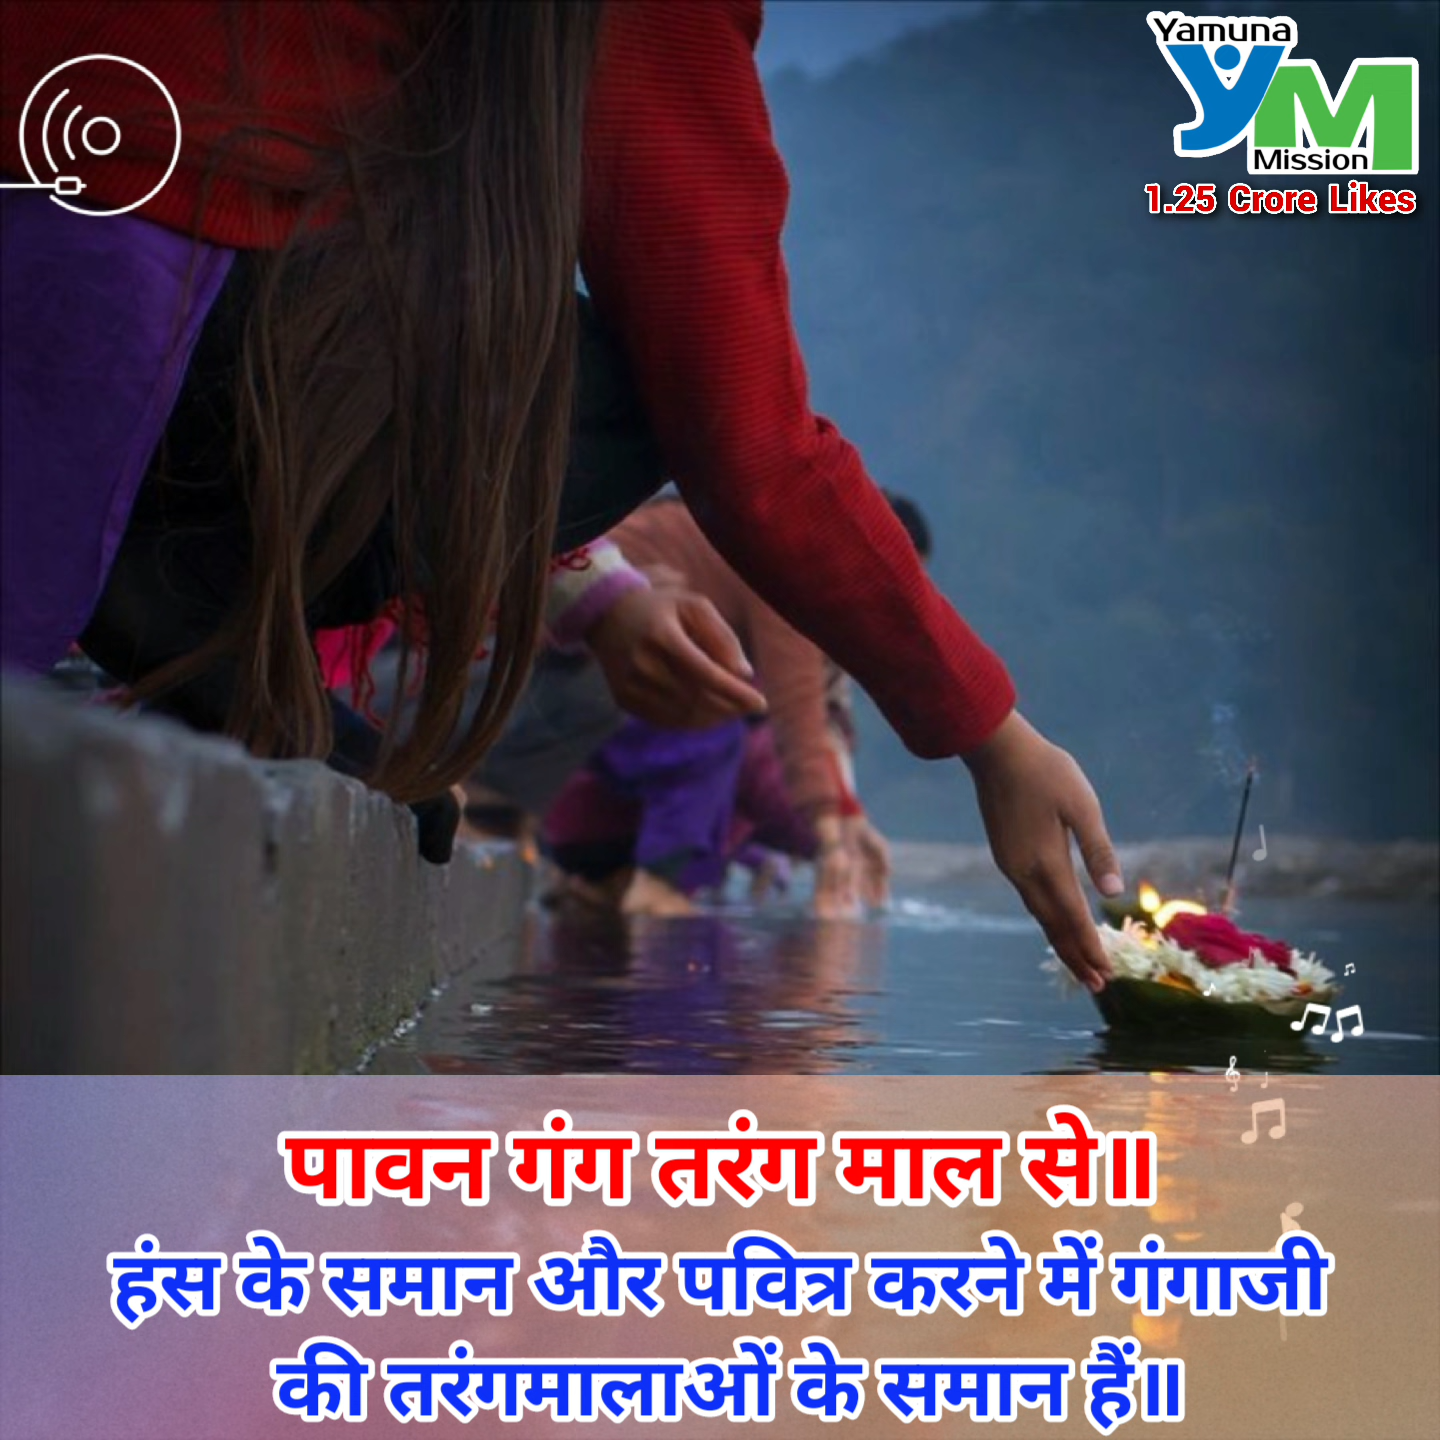 Yamuna
YM
Mission
1.25 Crore Likes
पावन गंग तरंग माल से॥
हंस के समान और पवित्र करने में गंगाजी
की तरंगमालाओं के समान हैं॥